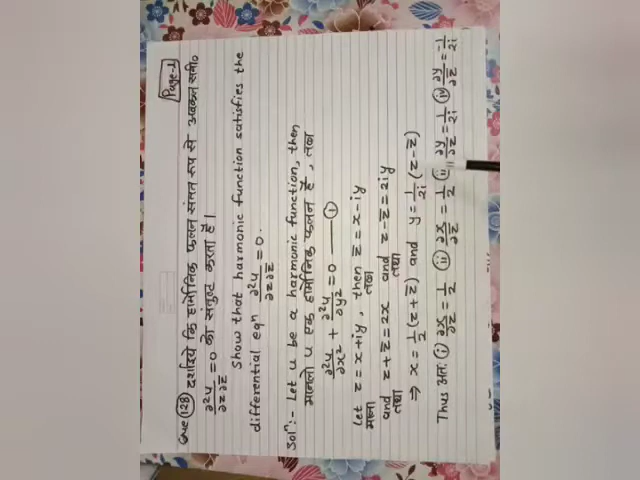 Page-1
Que (128) दर्शाइये कि हार्मोनिक फलन संतत रूप से अवकल समी०
∂²u/∂z∂z̄ = 0 को सन्तुष्ट करता है।
Show that harmonic function satisfies the
differential eqn ∂²u/∂z∂z̄ = 0.
Solⁿ:- Let u be a harmonic function, then
मानलो u एक हार्मोनिक फलन है, तब
∂²u/∂x² + ∂²u/∂y² = 0 —— ①
Let z = x+iy, then z̄ = x-iy
माना तब
and z+z̄ = 2x and z-z̄ = 2iy
तथा तथा
⇒ x = 1/2 (z+z̄) and y = 1/2i (z-z̄)
Thus अतः (i) ∂x/∂z = 1/2 (ii) ∂x/∂z̄ = 1/2 ∂y/∂z = 1/2i (iv) ∂y/∂z̄ = -1/2i